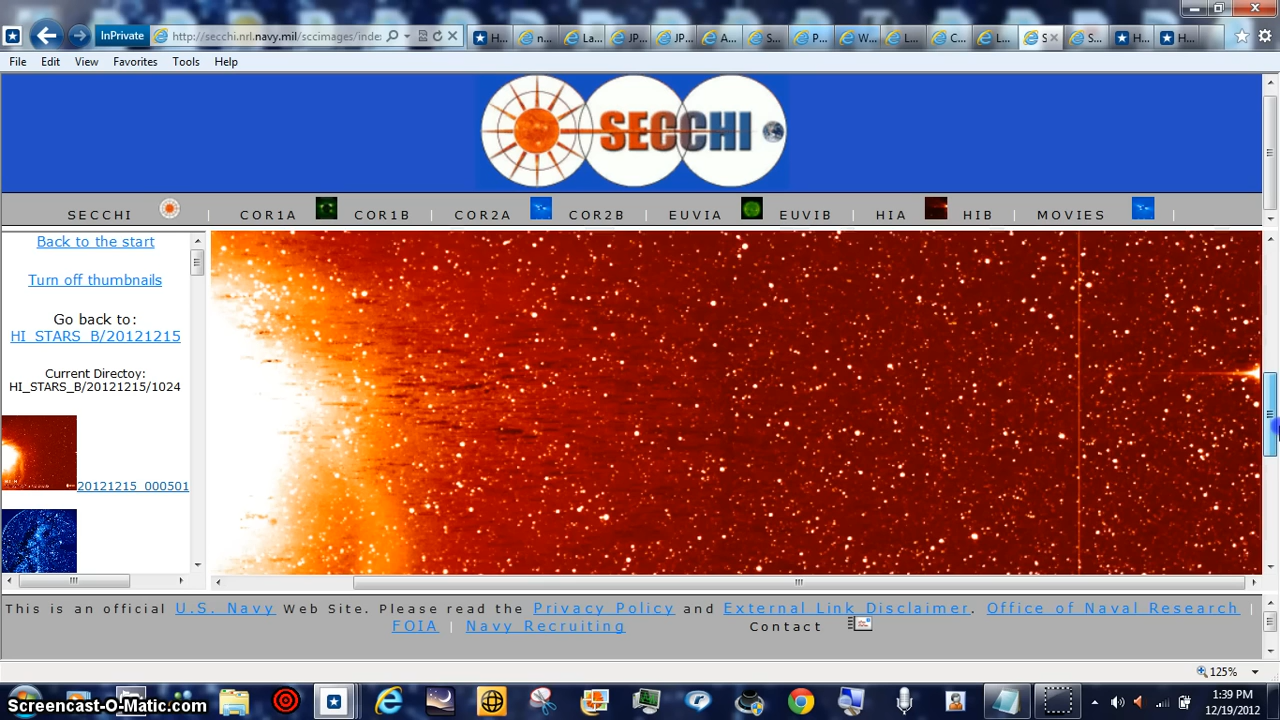 InPrivate
http://secchi.nrl.navy.mil/sccimages/inde
H...
n...
La...
JP...
JP...
A...
S...
P...
W...
L...
C...
L...
S
S...
H...
H...
File Edit View Favorites Tools Help
SECCHI
SECCHI | COR1A COR1B | COR2A COR2B | EUVIA EUVIB | HIA HIB | MOVIES |
Back to the start
Turn off thumbnails
Go back to:
HI_STARS_B/20121215
Current Directoy:
HI_STARS_B/20121215/1024
20121215_000501
This is an official U.S. Navy Web Site. Please read the Privacy Policy and External Link Disclaimer. Office of Naval Research |
FOIA | Navy Recruiting Contact
125%
Screencast-O-Matic.com
1:39 PM
12/19/2012